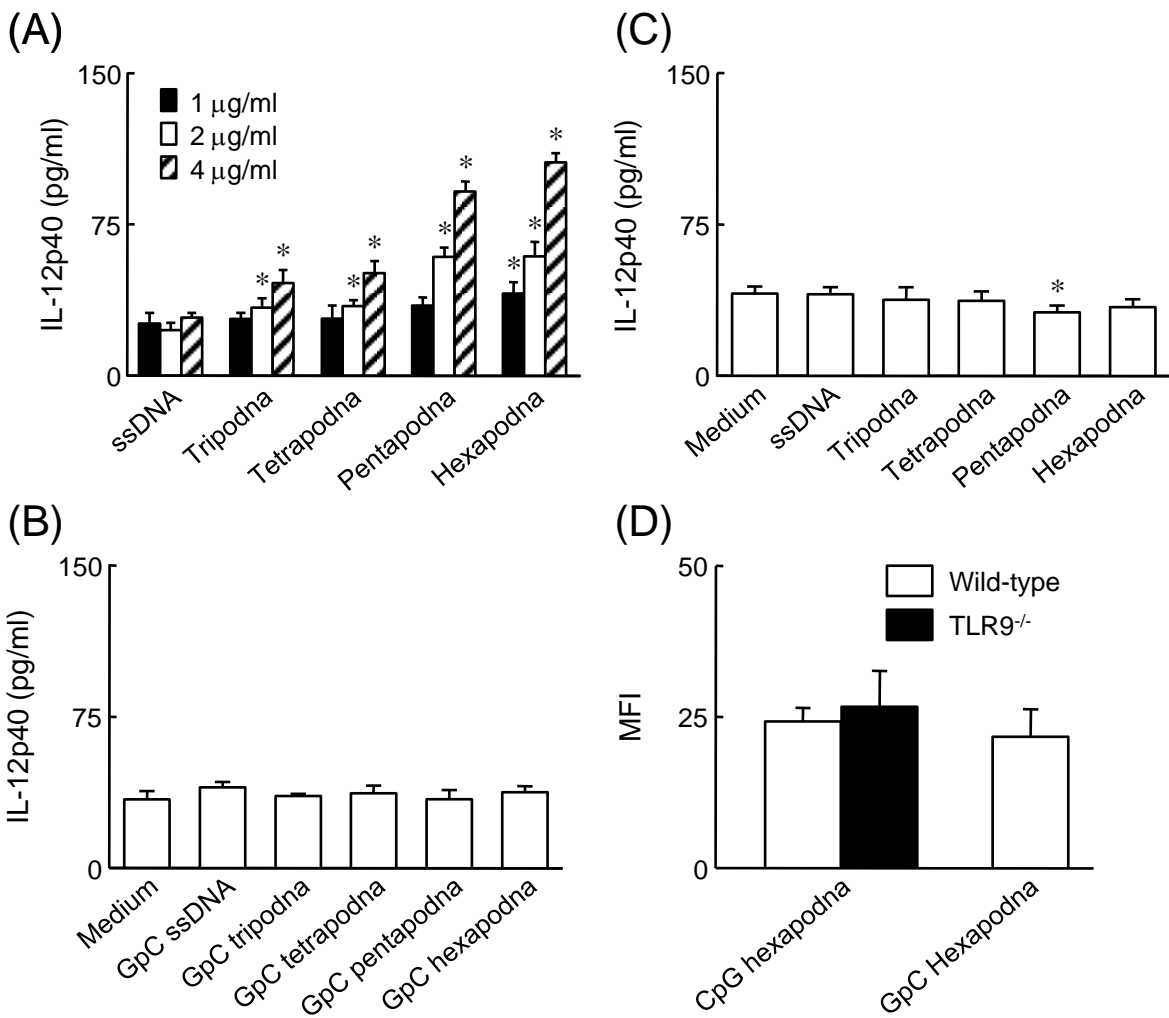 (A)
150
75
0
IL-12p40 (pg/ml)
1 μg/ml
2 μg/ml
4 μg/ml
* * * * * * * * *
ssDNA
Tripodna
Tetrapodna
Pentapodna
Hexapodna
(C)
150
75
0
IL-12p40 (pg/ml)
*
Medium
ssDNA
Tripodna
Tetrapodna
Pentapodna
Hexapodna
(B)
150
75
0
IL-12p40 (pg/ml)
Medium
GpC ssDNA
GpC tripodna
GpC tetrapodna
GpC pentapodna
GpC hexapodna
(D)
50
25
0
MFI
Wild-type
TLR9-/-
CpG hexapodna
GpC Hexapodna